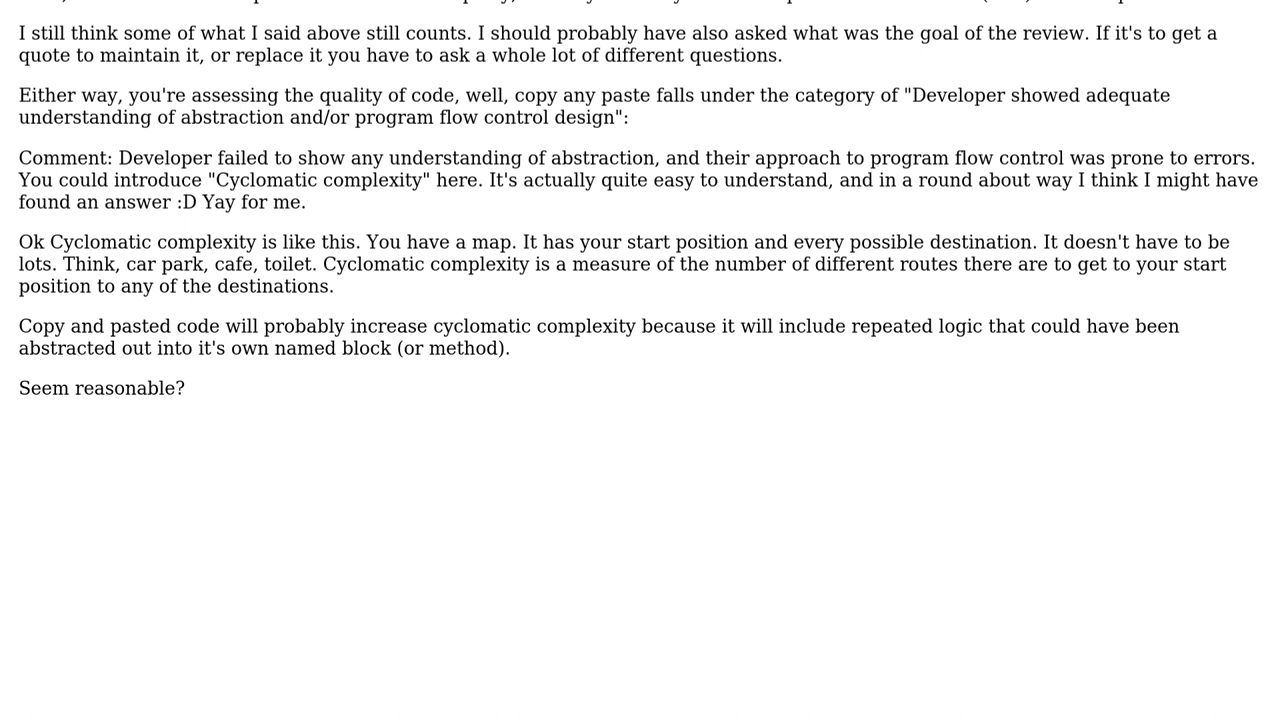 I still think some of what I said above still counts. I should probably have also asked what was the goal of the review. If it's to get a
quote to maintain it, or replace it you have to ask a whole lot of different questions.
Either way, you're assessing the quality of code, well, copy any paste falls under the category of "Developer showed adequate
understanding of abstraction and/or program flow control design":
Comment: Developer failed to show any understanding of abstraction, and their approach to program flow control was prone to errors.
You could introduce "Cyclomatic complexity" here. It's actually quite easy to understand, and in a round about way I think I might have
found an answer :D Yay for me.
Ok Cyclomatic complexity is like this. You have a map. It has your start position and every possible destination. It doesn't have to be
lots. Think, car park, cafe, toilet. Cyclomatic complexity is a measure of the number of different routes there are to get to your start
position to any of the destinations.
Copy and pasted code will probably increase cyclomatic complexity because it will include repeated logic that could have been
abstracted out into it's own named block (or method).
Seem reasonable?